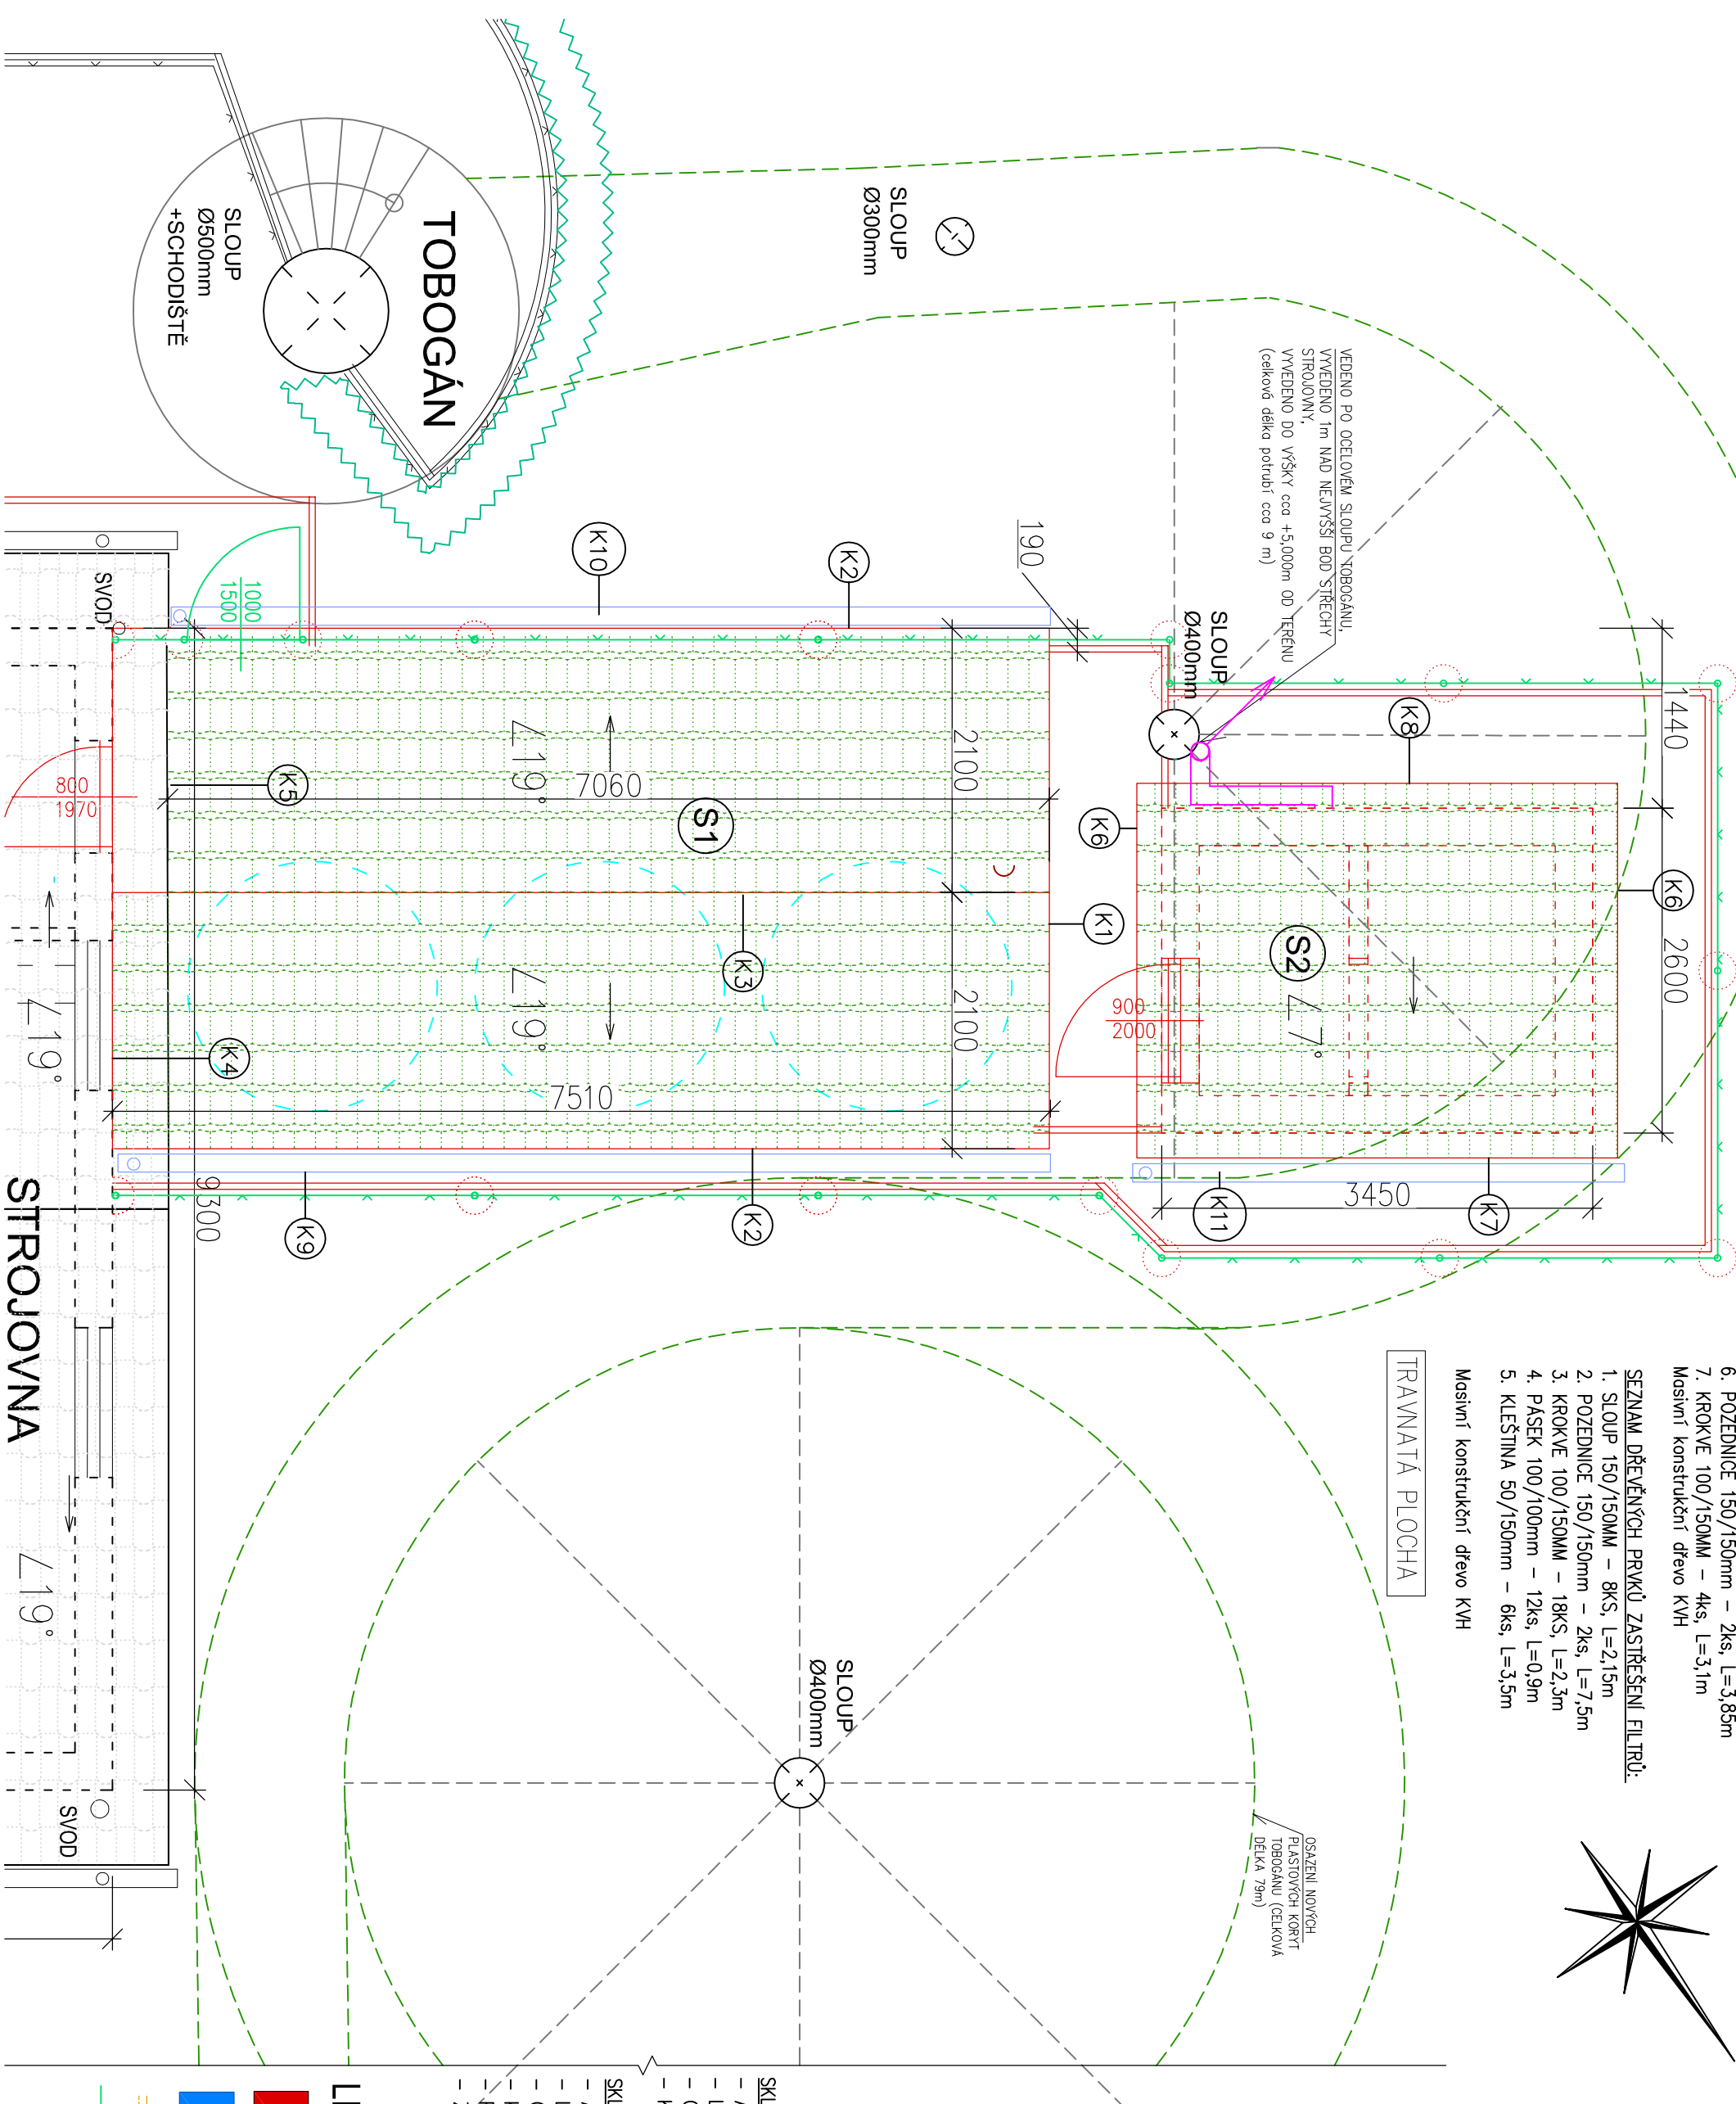 6. POZEDNICE 150/150mm – 2ks, L=3,85m
7. KROKVE 100/150MM – 4ks, L=3,1m
Masivní konstrukční dřevo KVH
SEZNAM DŘEVĚNÝCH PRVKŮ ZASTŘEŠENÍ FILTRŮ:
1. SLOUP 150/150MM – 8KS, L=2,15m
2. POZEDNICE 150/150mm – 2ks, L=7,5m
3. KROKVE 100/150MM – 18KS, L=2,3m
4. PÁSEK 100/100mm – 12ks, L=0,9m
5. KLEŠTINA 50/150mm – 6ks, L=3,5m
Masivní konstrukční dřevo KVH
TRAVNATÁ PLOCHA
VEDENO PO OCELOVÉM SLOUPU TOBOGÁNU,
VYVEDENO 1m NAD NEJVYŠŠÍ BOD STŘECHY
STROJOVNY,
VYVEDENO DO VÝŠKY cca +5,000m OD TERÉNU
(celková délka potrubí cca 9 m)
SLOUP
Ø400mm
SLOUP
Ø300mm
TOBOGÁN
SLOUP
Ø500mm
+SCHODIŠTĚ
1440
2600
K8
K6
K6
S2
∠7°
900
2000
3450
K7
K11
190
K2
K10
K1
2100
2100
7060
S1
∠19°
∠19°
K3
7510
K5
K4
K2
K9
1000
1500
800
1970
SVOD
∠19°
9300
STROJOVNA
∠19°
SVOD
SLOUP
Ø400mm
OSAZENÍ NOVÝCH
PLASTOVÝCH KORYT
TOBOGÁNU (CELKOVÁ
DÉLKA 79m)
SKL
SKL